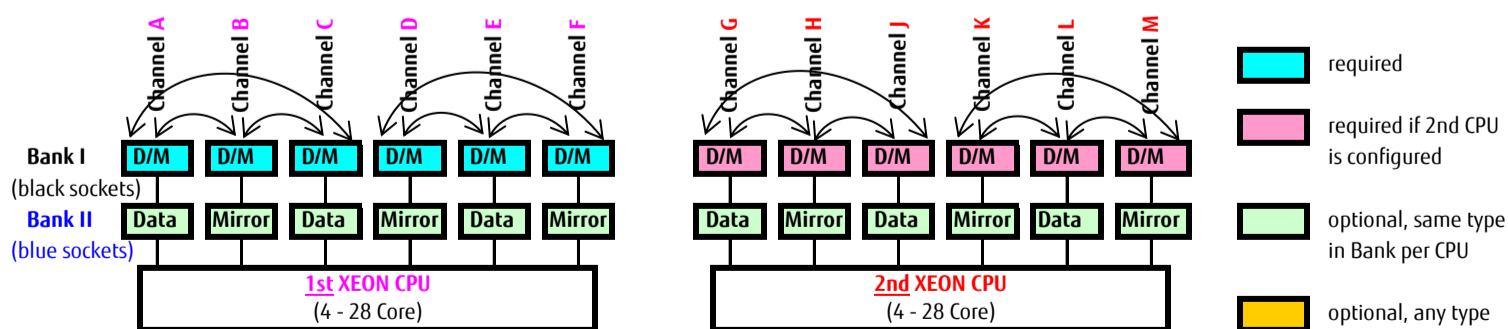 Channel A Channel B Channel C Channel D Channel E Channel F Channel G Channel H Channel J Channel K Channel L Channel M
required
required if 2nd CPU
is configured
Bank I D/M D/M D/M D/M D/M D/M D/M D/M D/M D/M D/M D/M
(black sockets)
Bank II Data Mirror Data Mirror Data Mirror Data Mirror Data Mirror Data Mirror
(blue sockets)
optional, same type
in Bank per CPU
1st XEON CPU 2nd XEON CPU
(4 - 28 Core) (4 - 28 Core)
optional, any type